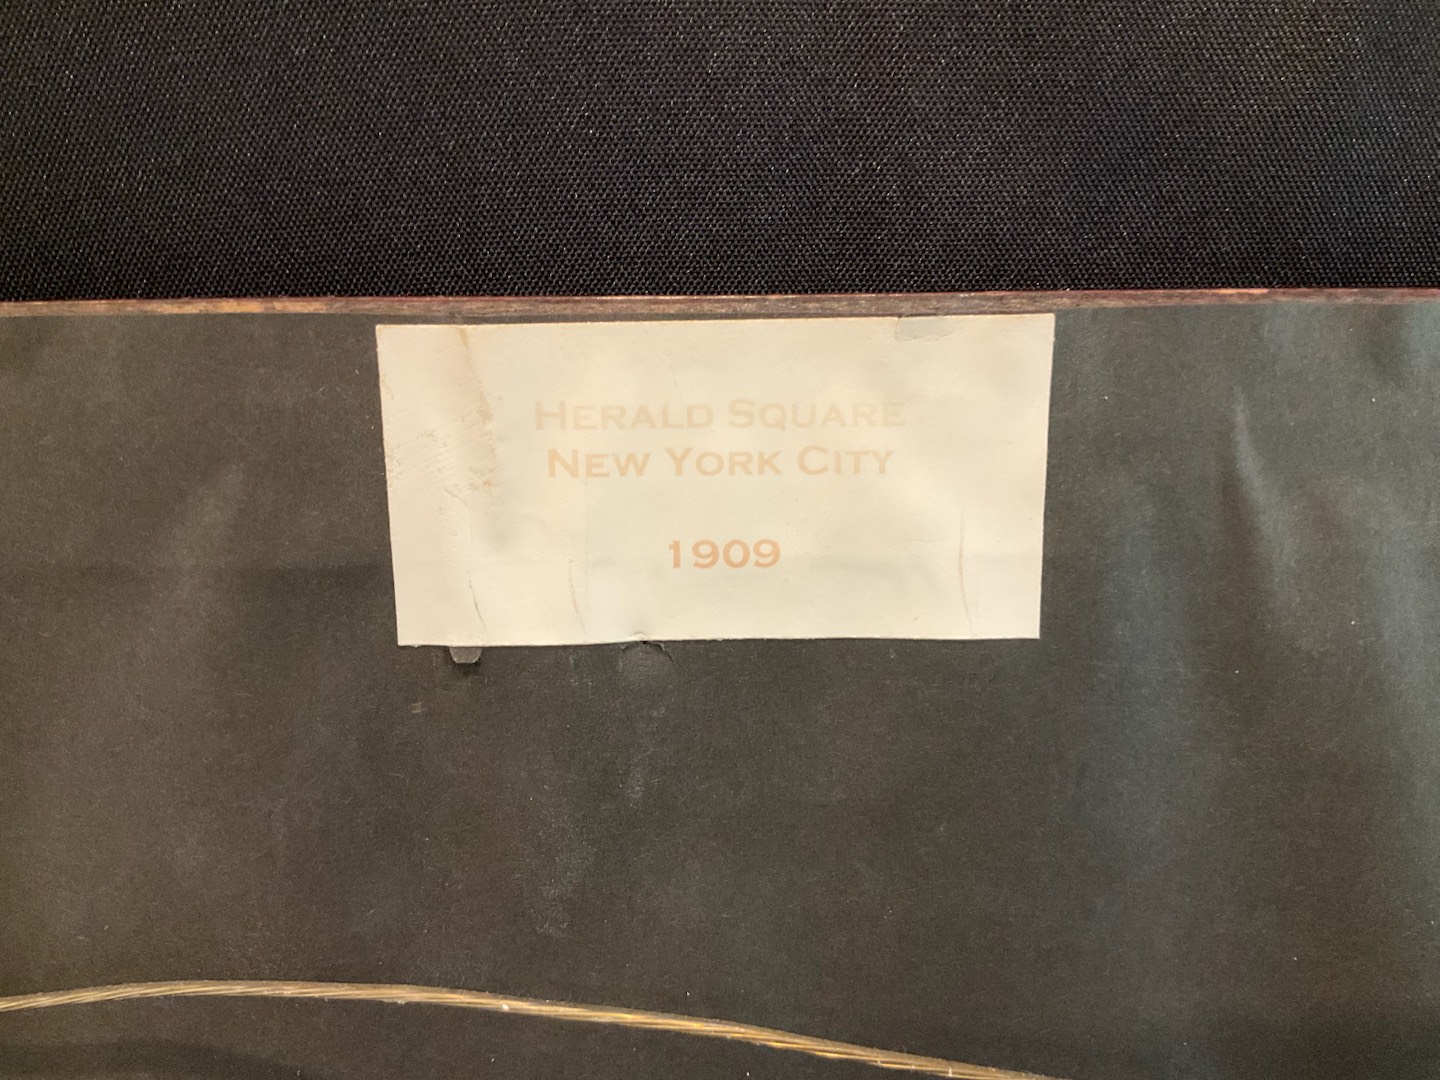 HERALD SQUARE
NEW YORK CITY
1909